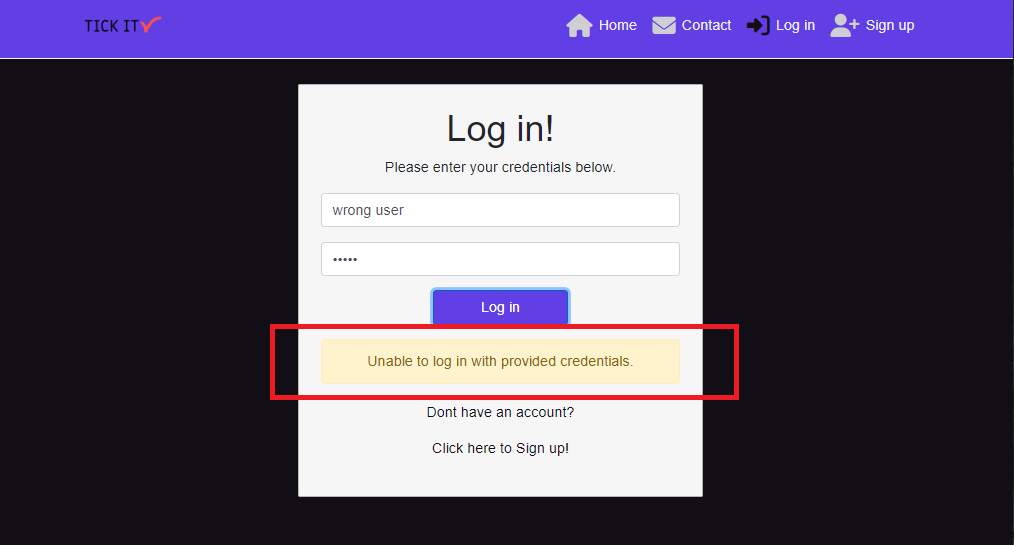 TICK IT
Home
Contact
Log in
Sign up
Log in!
Please enter your credentials below.
wrong user
•••••
Log in
Unable to log in with provided credentials.
Dont have an account?
Click here to Sign up!